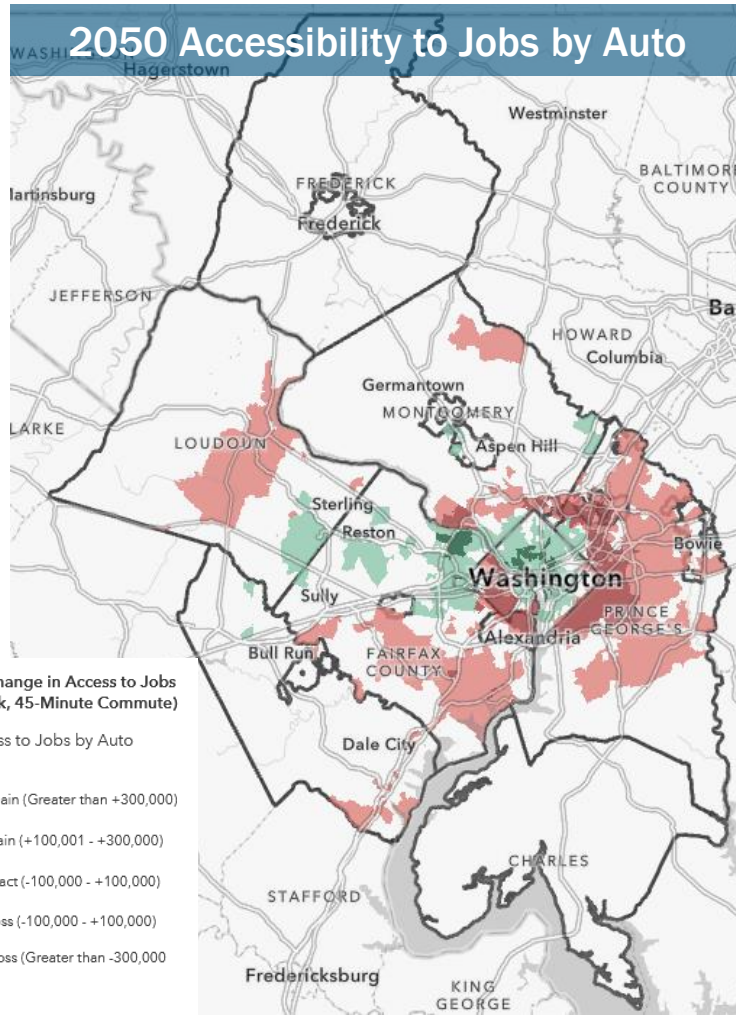 2050 Accessibility to Jobs by Auto
WASHINGTON
Hagerstown
Westminster
BALTIMORE
COUNTY
Martinsburg
FREDERICK
Frederick
JEFFERSON
Ba
HOWARD
Columbia
Germantown
MONTGOMERY
LARKE
LOUDOUN
Aspen Hill
Sterling
Reston
Bowie
Washington
Sully
PRINCE
GEORGE'S
Alexandria
Bull Run
FAIRFAX
COUNTY
hange in Access to Jobs
k, 45-Minute Commute)
ss to Jobs by Auto
Dale City
ain (Greater than +300,000)
ain (+100,001 - +300,000)
act (-100,000 - +100,000)
ss (-100,000 - +100,000)
oss (Greater than -300,000
CHARLES
STAFFORD
Fredericksburg
KING
GEORGE